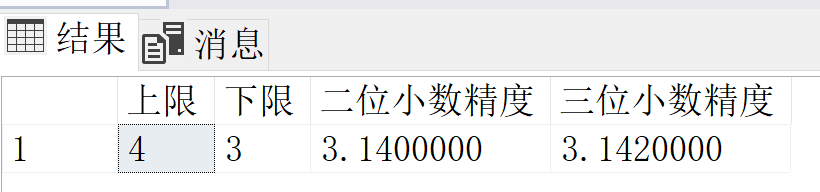 结果 消息
上限 下限 二位小数精度 三位小数精度
1 4 3 3.1400000 3.1420000